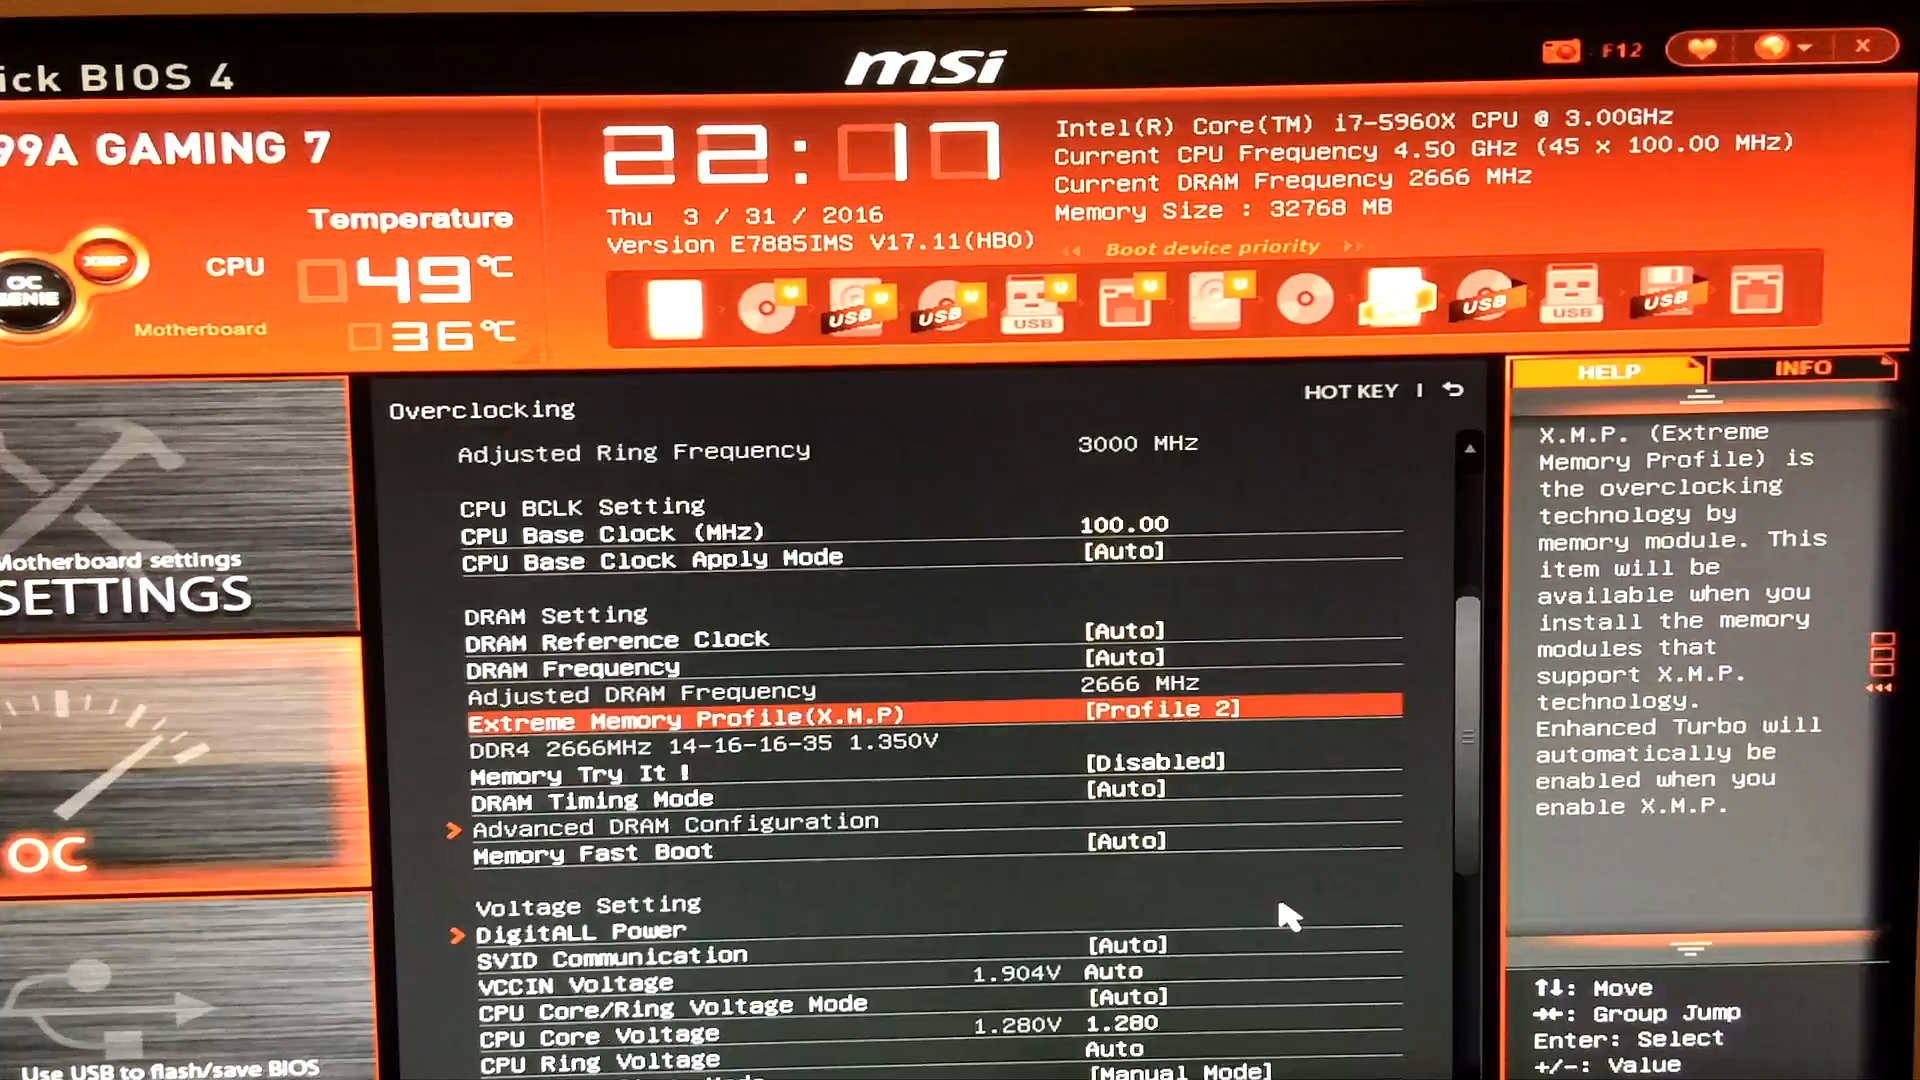 ick BIOS 4
msi
F12
X
99A GAMING 7
22:17
Thu 3 / 31 / 2016
Version E7885IMS V17.11(HBO)
Intel(R) Core(TM) i7-5960X CPU @ 3.00GHz
Current CPU Frequency 4.50 GHz (45 x 100.00 MHz)
Current DRAM Frequency 2666 MHz
Memory Size : 32768 MB
Temperature
CPU 49°C
Motherboard 36°C
OC
GENIE
XMP
Boot device priority
U
USB U
USB U
USB U
U
U
USB
USB
USB
HOT KEY
HELP
INFO
Overclocking
Adjusted Ring Frequency 3000 MHz
CPU BCLK Setting
CPU Base Clock (MHz) 100.00
CPU Base Clock Apply Mode [Auto]
DRAM Setting
DRAM Reference Clock [Auto]
DRAM Frequency [Auto]
Adjusted DRAM Frequency 2666 MHz
Extreme Memory Profile(X.M.P) [Profile 2]
DDR4 2666MHz 14-16-16-35 1.350V
Memory Try It ! [Disabled]
DRAM Timing Mode [Auto]
> Advanced DRAM Configuration
Memory Fast Boot [Auto]
Voltage Setting
> DigitALL Power
SVID Communication [Auto]
VCCIN Voltage 1.904V Auto
CPU Core/Ring Voltage Mode [Auto]
CPU Core Voltage 1.280V 1.280
CPU Ring Voltage Auto
[Manual Mode]
Motherboard settings
SETTINGS
OC
Use USB to flash/save BIOS
X.M.P. (Extreme
Memory Profile) is
the overclocking
technology by
memory module. This
item will be
available when you
install the memory
modules that
support X.M.P.
technology.
Enhanced Turbo will
automatically be
enabled when you
enable X.M.P.
↑↓: Move
→←: Group Jump
Enter: Select
+/-: Value